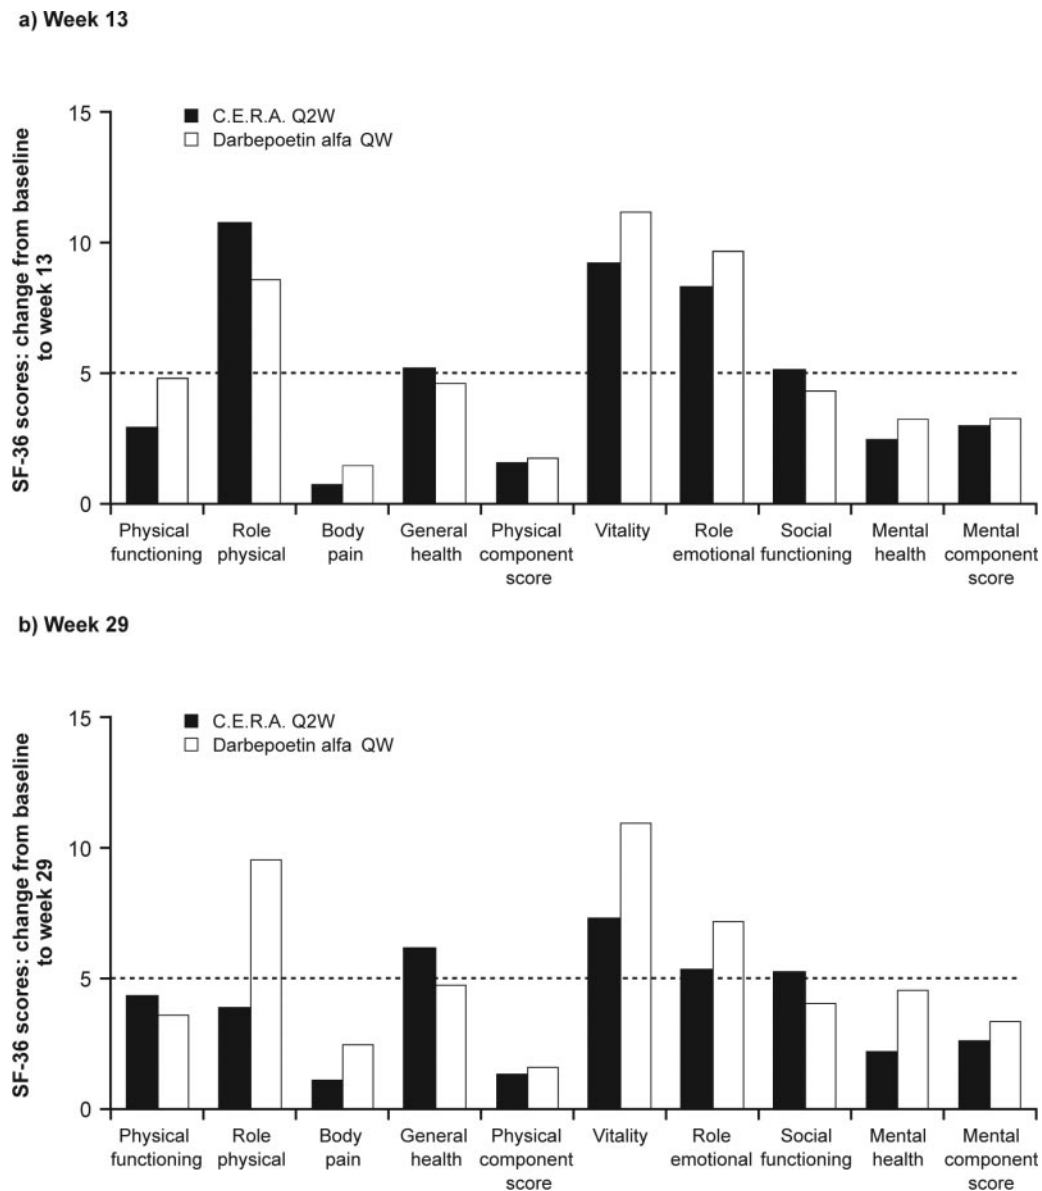 a) Week 13
C.E.R.A. Q2W
Darbepoetin alfa QW
SF-36 scores: change from baseline
to week 13
15
10
5
0
Physical
functioning
Role
physical
Body
pain
General
health
Physical
component
score
Vitality
Role
emotional
Social
functioning
Mental
health
Mental
component
score
b) Week 29
C.E.R.A. Q2W
Darbepoetin alfa QW
SF-36 scores: change from baseline
to week 29
15
10
5
0
Physical
functioning
Role
physical
Body
pain
General
health
Physical
component
score
Vitality
Role
emotional
Social
functioning
Mental
health
Mental
component
score